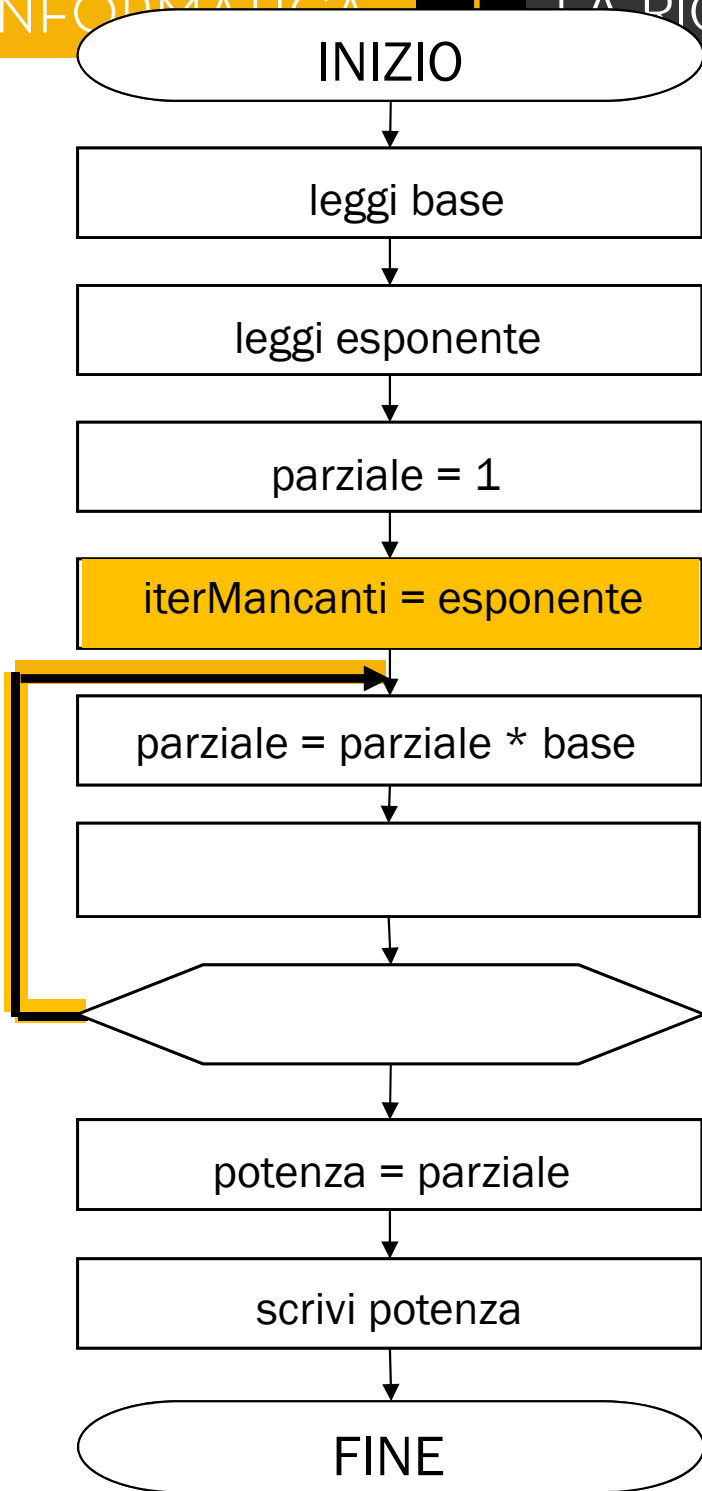 INIZIO
leggi base
leggi esponente
parziale = 1
iterMancanti = esponente
parziale = parziale * base
potenza = parziale
scrivi potenza
FINE